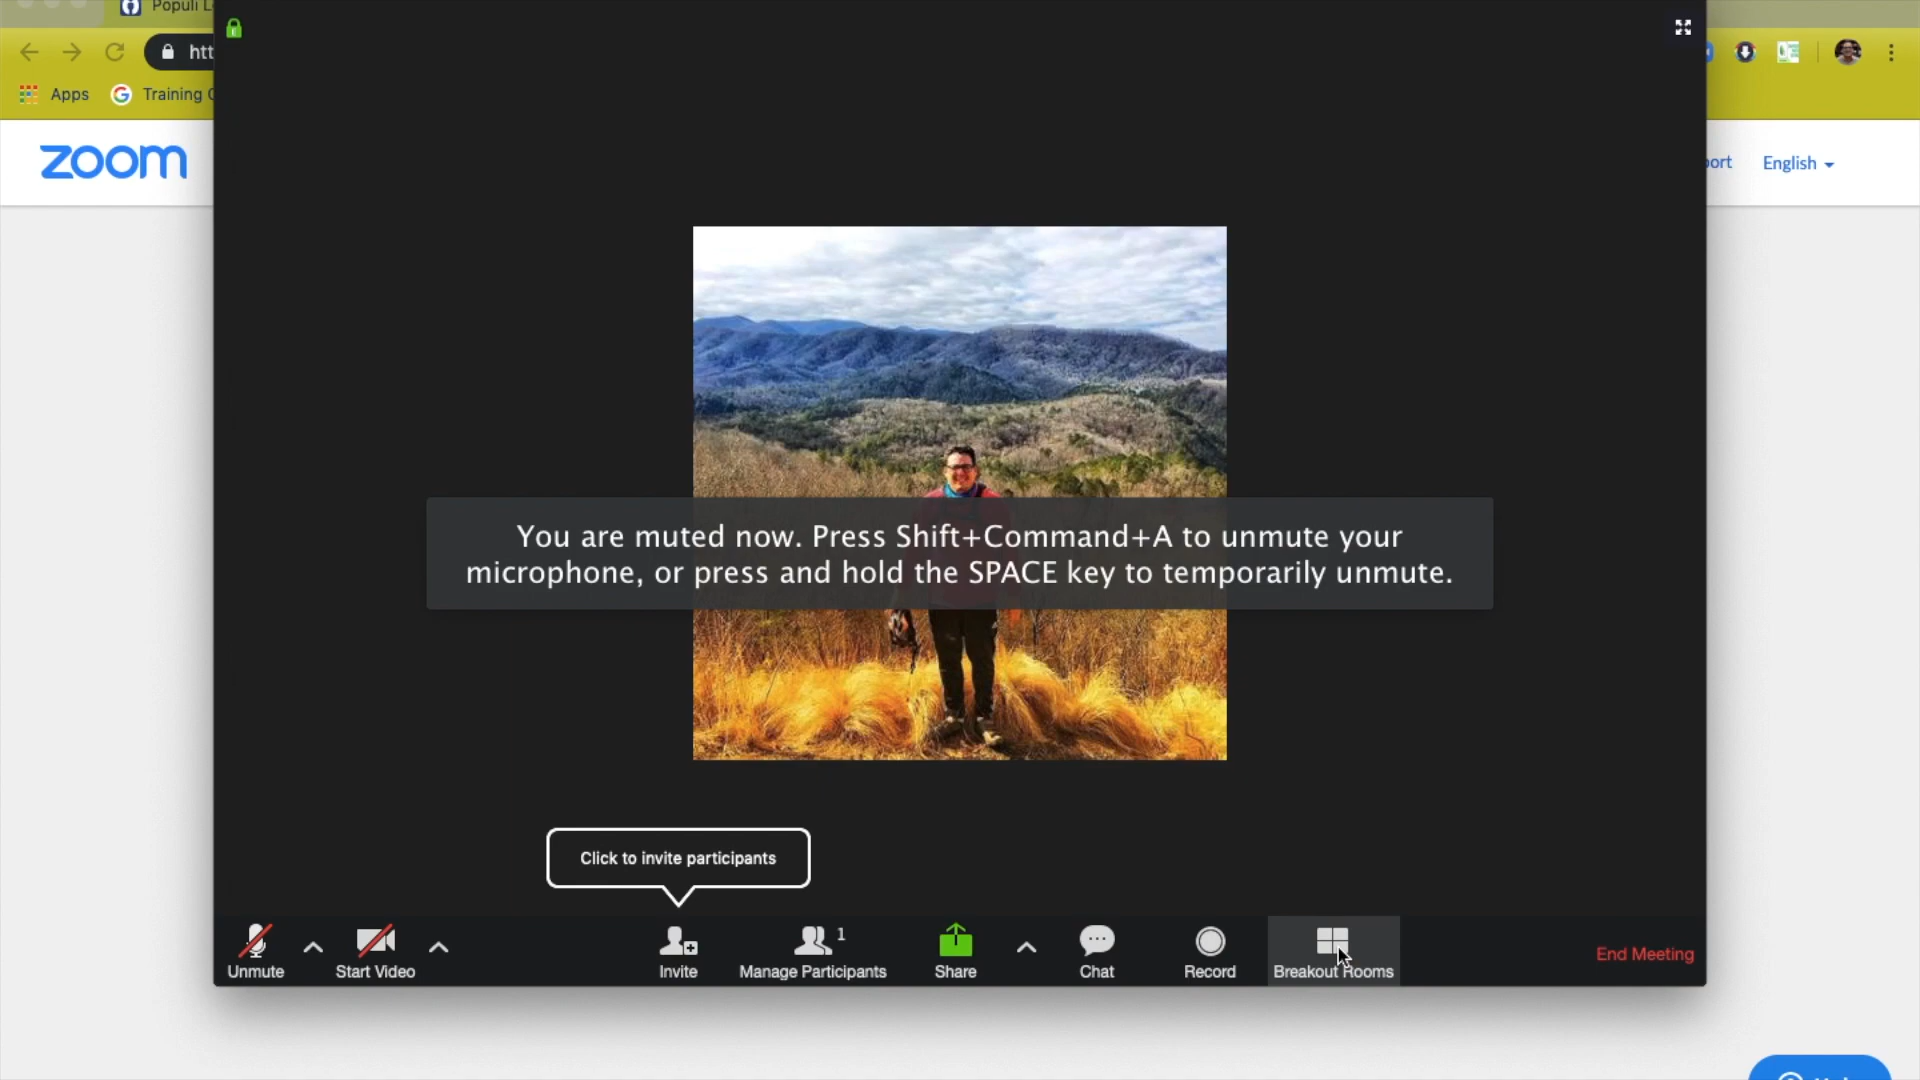 Populi L
htt
Apps
Training
zoom
ort
English
You are muted now. Press Shift+Command+A to unmute your
microphone, or press and hold the SPACE key to temporarily unmute.
Click to invite participants
1
Unmute
Start Video
Invite
Manage Participants
Share
Chat
Record
Breakout Rooms
End Meeting